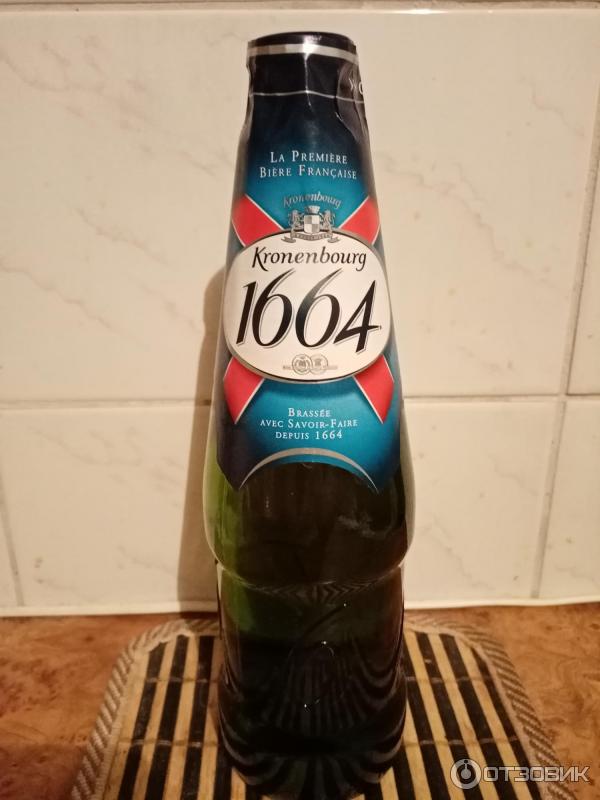 La Première
Bière Française
Kronenbourg
Kronenbourg
1664
Brassée
avec Savoir-Faire
depuis 1664
ОТЗОВИК